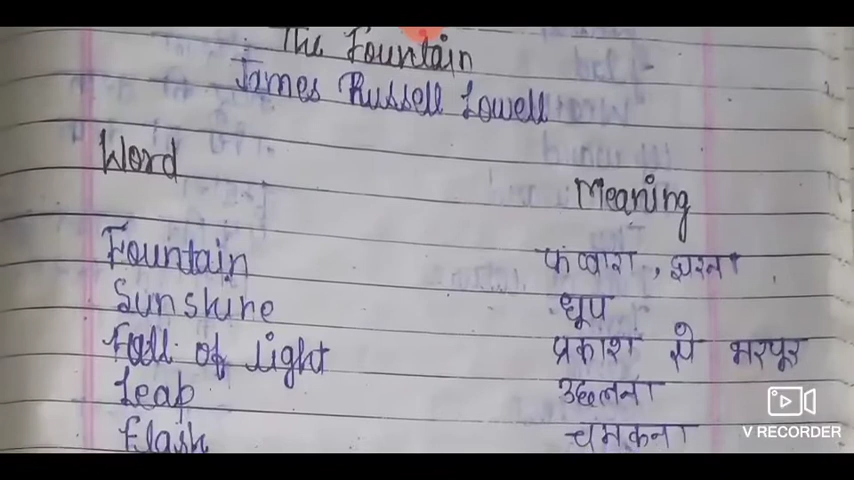 The Fountain
James Russell Lowell
Word Meaning
Fountain फव्वारा, झरना
Sunshine धूप
Full of light प्रकाश से भरपूर
Leap उछलना
Flash चमकना
V RECORDER